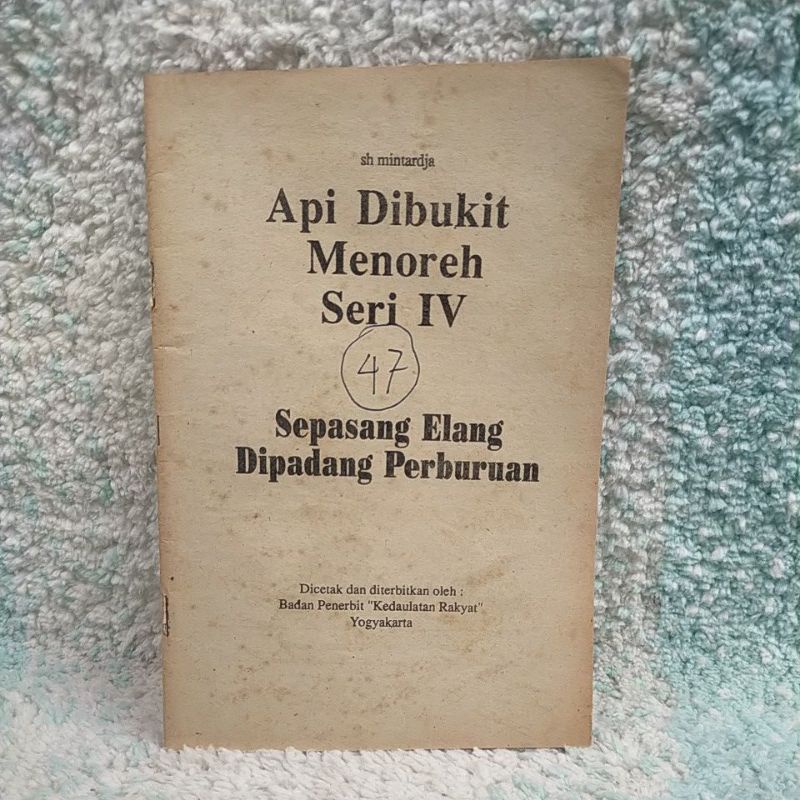 sh mintardja
Api Dibukit
Menoreh
Seri IV
47
Sepasang Elang
Dipadang Perburuan
Dicetak dan diterbitkan oleh :
Badan Penerbit "Kedaulatan Rakyat"
Yogyakarta